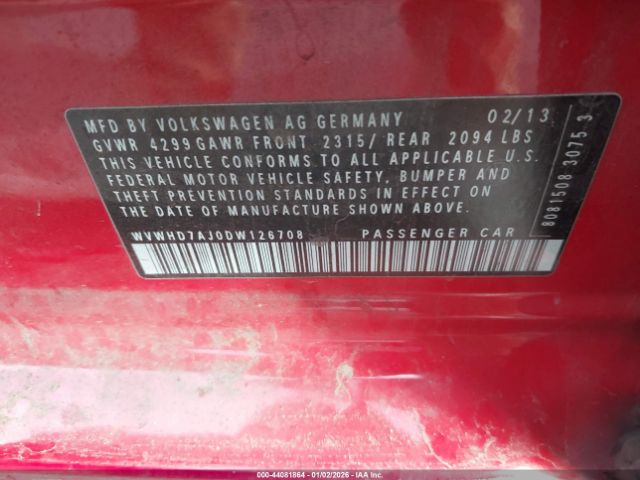 MFD BY VOLKSWAGEN AG GERMANY 02/13
GVWR 4299 GAWR FRONT 2315/ REAR 2094 LBS
THIS VEHICLE CONFORMS TO ALL APPLICABLE U.S.
FEDERAL MOTOR VEHICLE SAFETY, BUMPER AND
THEFT PREVENTION STANDARDS IN EFFECT ON
THE DATE OF MANUFACTURE SHOWN ABOVE.
WVWHD7AJ0DW126708 PASSENGER CAR
8081508 3075 3
000-44081864 - 01/02/2026 - IAAI.COM